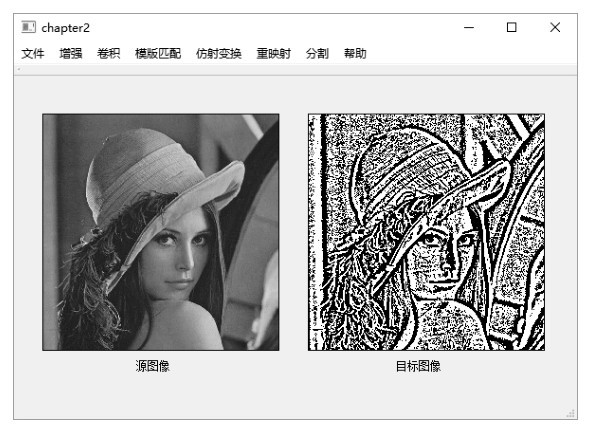 chapter2
文件 增强 卷积 模版匹配 仿射变换 重映射 分割 帮助
源图像 目标图像